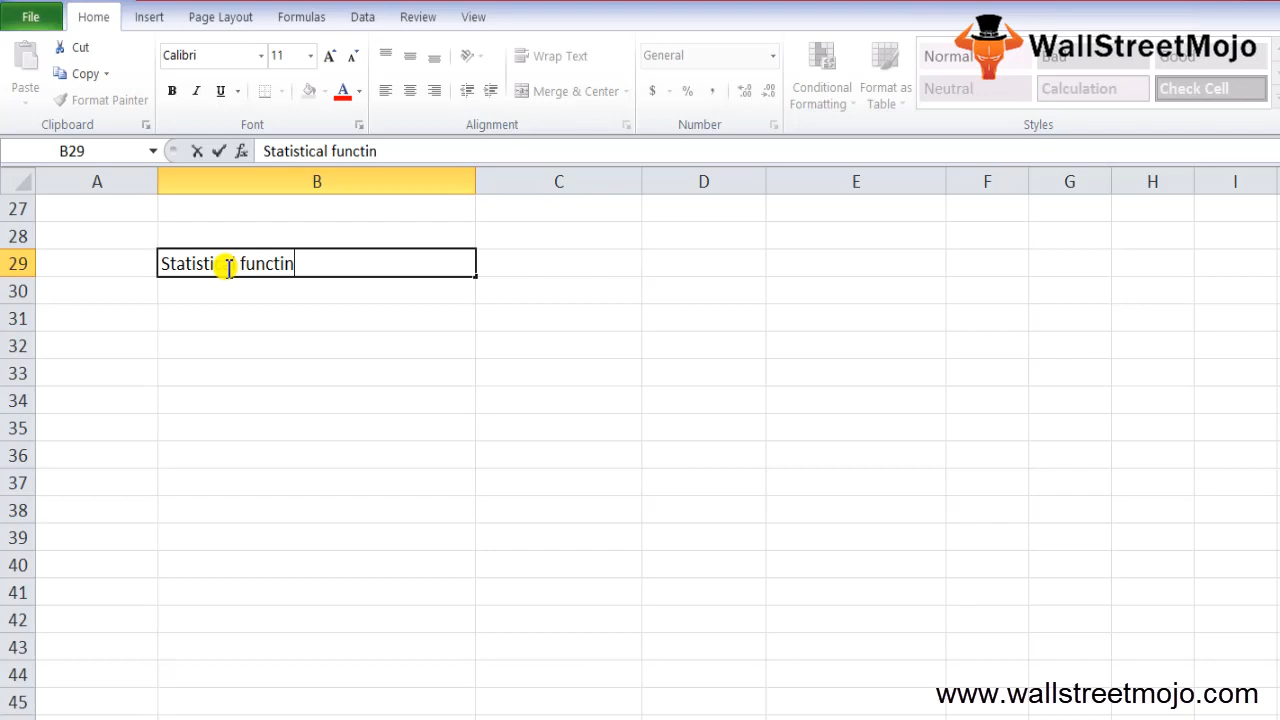 File Home Insert Page Layout Formulas Data Review View
WallStreetMojo
Cut
Copy
Format Painter
Paste
Clipboard
Calibri 11
B I U A
Font
Wrap Text
Merge & Center
Alignment
General
$ % ,
Number
Conditional Formatting
Format as Table
Normal Bad Good
Neutral Calculation Check Cell
Styles
B29 fx Statistical functin
A B C D E F G H I
27
28
29 Statistical functin
30
31
32
33
34
35
36
37
38
39
40
41
42
43
44
45
www.wallstreetmojo.com